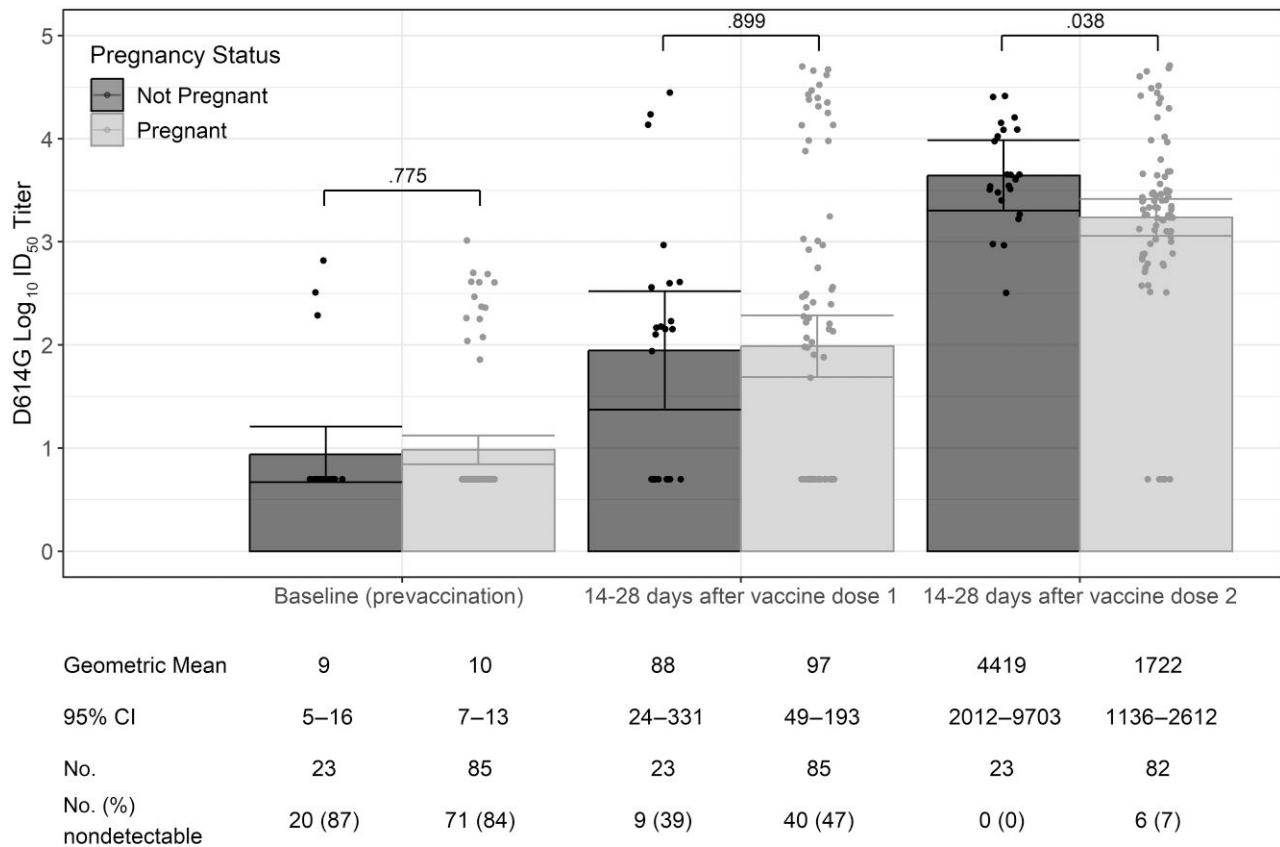 .899
.038
5
Pregnancy Status
Not Pregnant
Pregnant
4
.775
3
2
1
0
D614G Log₁₀ ID₅₀ Titer
Baseline (prevaccination)
14-28 days after vaccine dose 1
14-28 days after vaccine dose 2
Geometric Mean 9 10 88 97 4419 1722
95% CI 5–16 7–13 24–331 49–193 2012–9703 1136–2612
No. 23 85 23 85 23 82
No. (%)
nondetectable 20 (87) 71 (84) 9 (39) 40 (47) 0 (0) 6 (7)